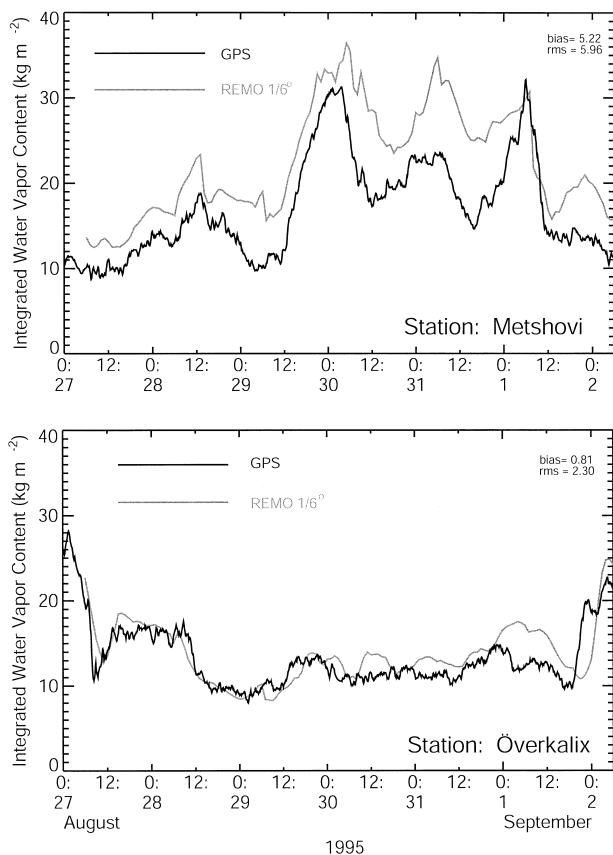 40
30
20
10
0
Integrated Water Vapor Content (kg m -2)
GPS
REMO 1/6°
bias= 5.22
rms = 5.96
Station: Metshovi
0: 12: 0: 12: 0: 12: 0: 12: 0: 12: 0: 12: 0:
27 28 29 30 31 1 2
40
30
20
10
0
Integrated Water Vapor Content (kg m -2)
GPS
REMO 1/6°
bias= 0.81
rms = 2.30
Station: Överkalix
0: 12: 0: 12: 0: 12: 0: 12: 0: 12: 0: 12: 0:
27 28 29 30 31 1 2
August September
1995